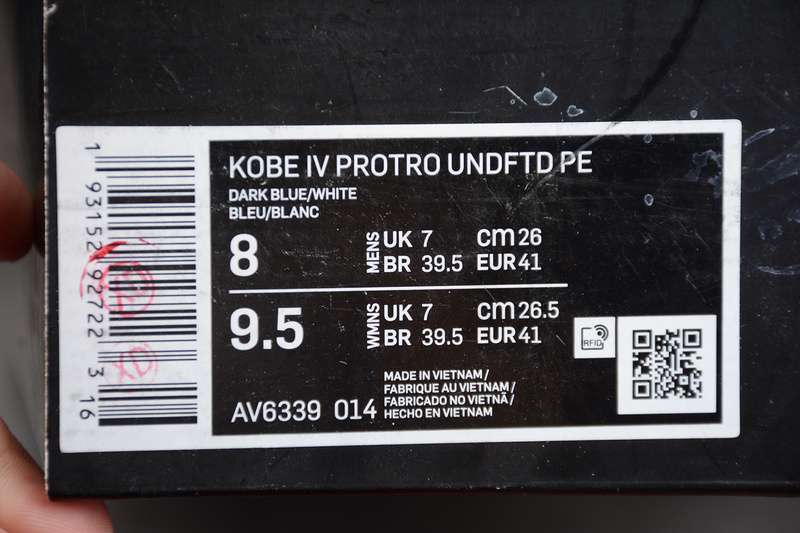 1 93152 92722 3 16
KOBE IV PROTRO UNDFTD PE
DARK BLUE/WHITE
BLEU/BLANC
8 MENS UK 7 cm 26
BR 39.5 EUR 41
9.5 WMNS UK 7 cm 26.5
BR 39.5 EUR 41
RFID
AV6339 014
MADE IN VIETNAM /
FABRIQUE AU VIETNAM /
FABRICADO NO VIETNÃ /
HECHO EN VIETNAM